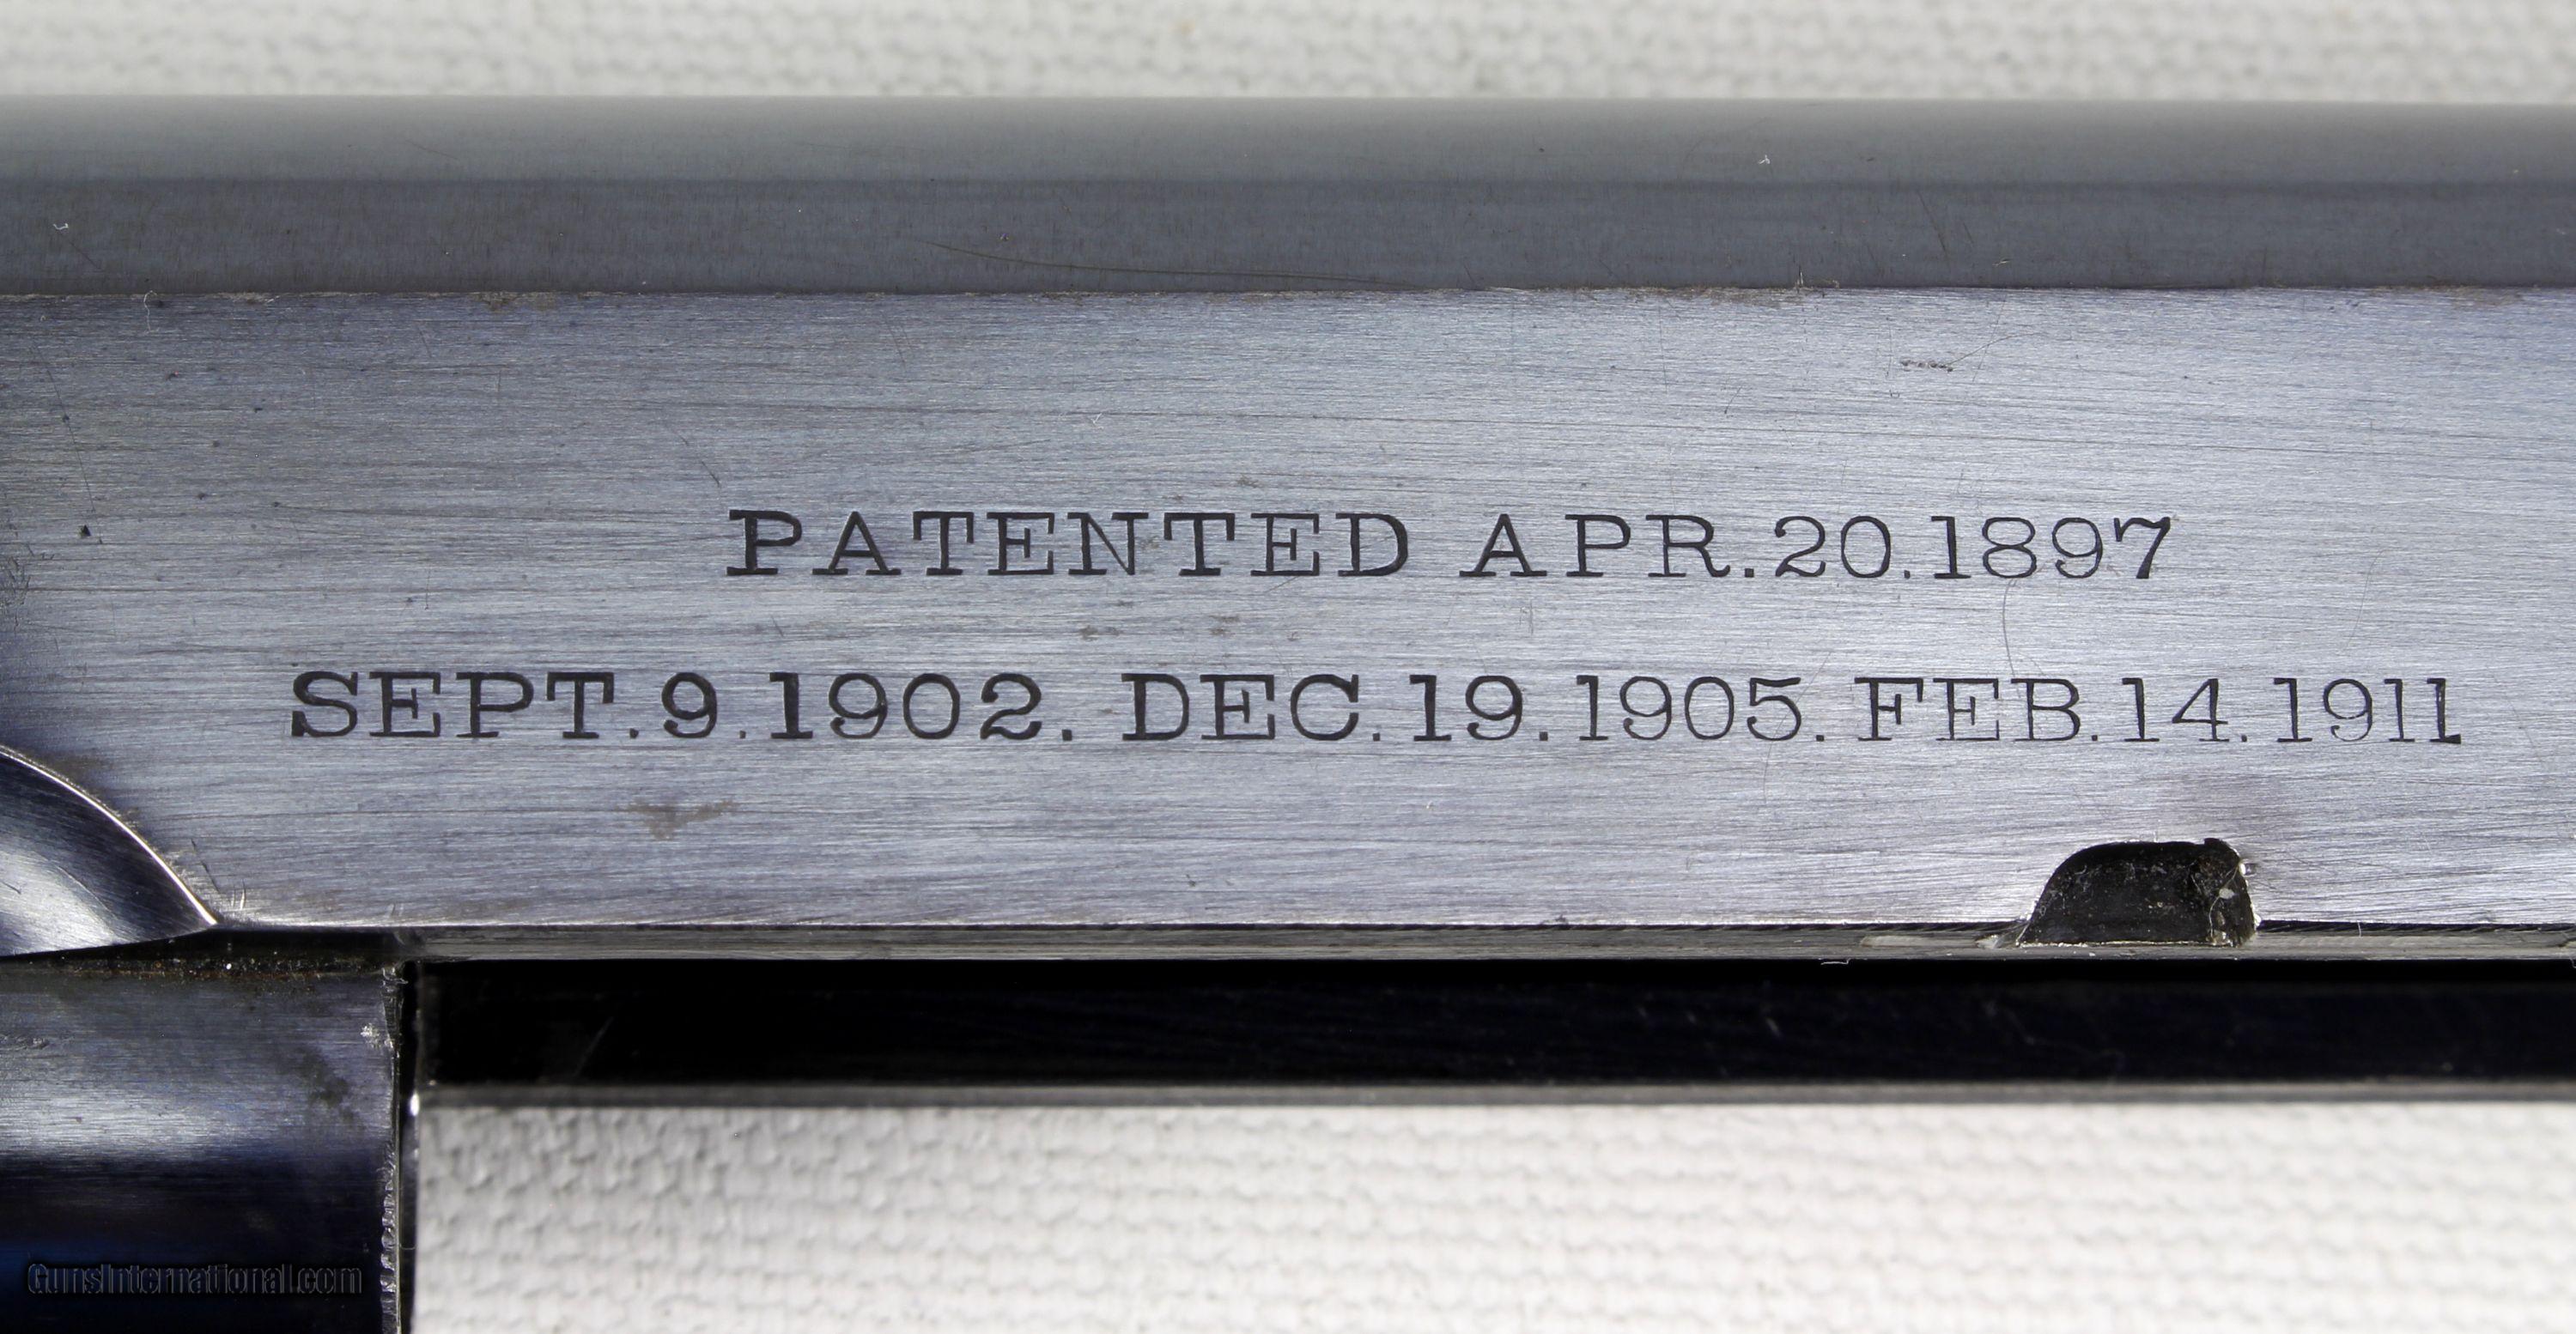 PATENTED APR.20.1897
SEPT.9.1902. DEC.19.1905.FEB.14.1911
GunsInternational.com